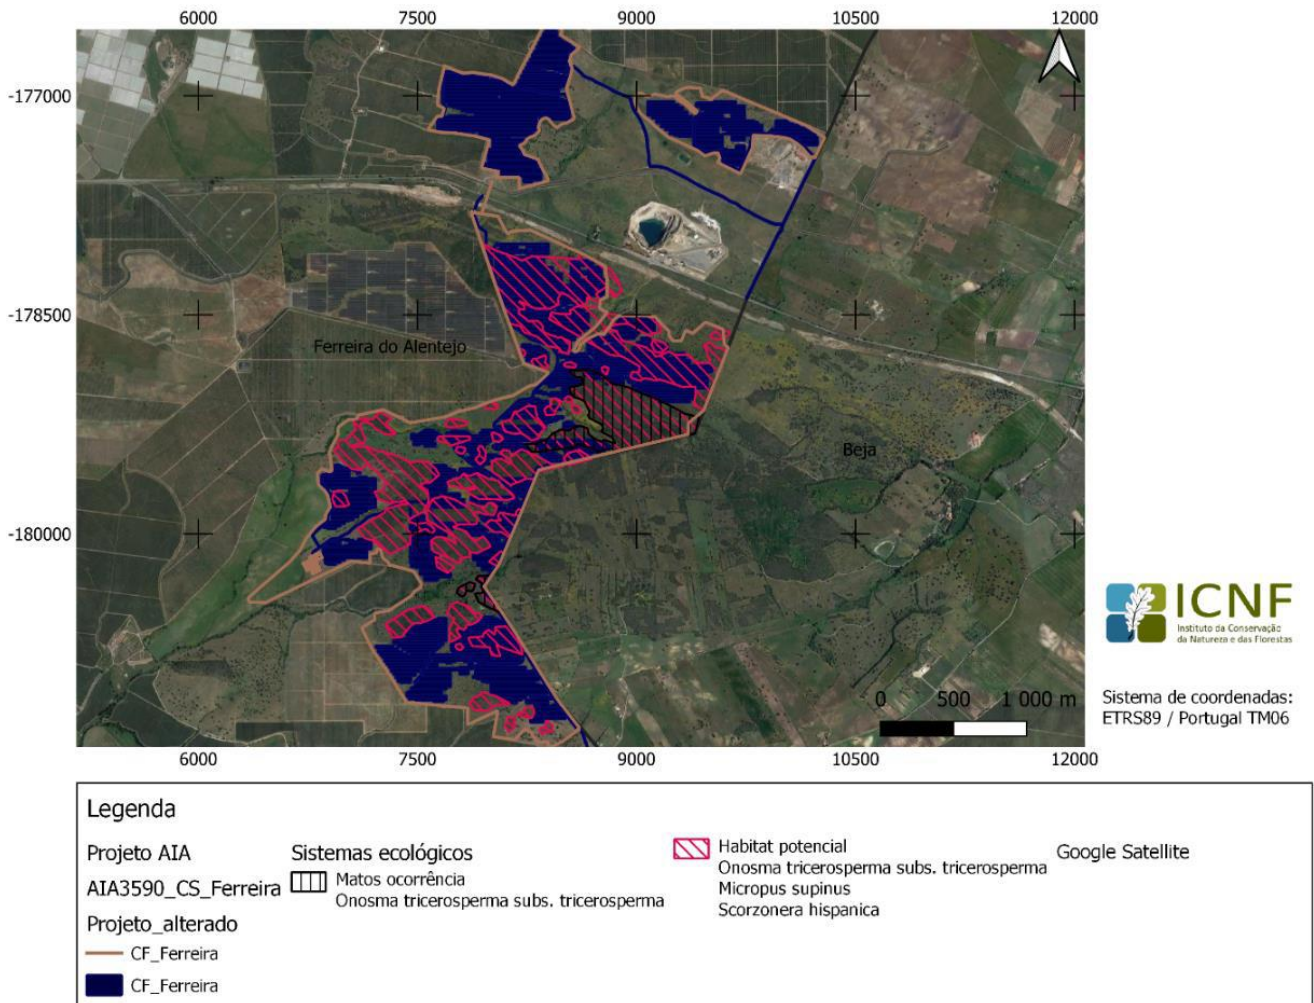 6000 7500 9000 10500 12000
-177000
-178500
Ferreira do Alentejo
Beja
-180000
0 500 1 000 m
6000 7500 9000 10500 12000
ICNF
Instituto da Conservação
da Natureza e das Florestas
Sistema de coordenadas:
ETRS89 / Portugal TM06
Legenda
Projeto AIA
AIA3590_CS_Ferreira
Projeto_alterado
CF_Ferreira
CF_Ferreira
Sistemas ecológicos
Matos ocorrência
Onosma tricerosperma subs. tricerosperma
Habitat potencial
Onosma tricerosperma subs. tricerosperma
Micropus supinus
Scorzonera hispanica
Google Satellite